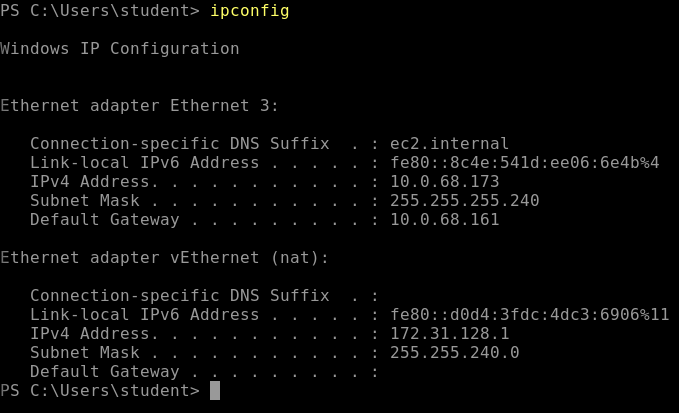 PS C:\Users\student> ipconfig
Windows IP Configuration
Ethernet adapter Ethernet 3:
   Connection-specific DNS Suffix  . : ec2.internal
   Link-local IPv6 Address . . . . . : fe80::8c4e:541d:ee06:6e4b%4
   IPv4 Address. . . . . . . . . . . : 10.0.68.173
   Subnet Mask . . . . . . . . . . . : 255.255.255.240
   Default Gateway . . . . . . . . . : 10.0.68.161
Ethernet adapter vEthernet (nat):
   Connection-specific DNS Suffix  . :
   Link-local IPv6 Address . . . . . : fe80::d0d4:3fdc:4dc3:6906%11
   IPv4 Address. . . . . . . . . . . : 172.31.128.1
   Subnet Mask . . . . . . . . . . . : 255.255.240.0
   Default Gateway . . . . . . . . . :
PS C:\Users\student>